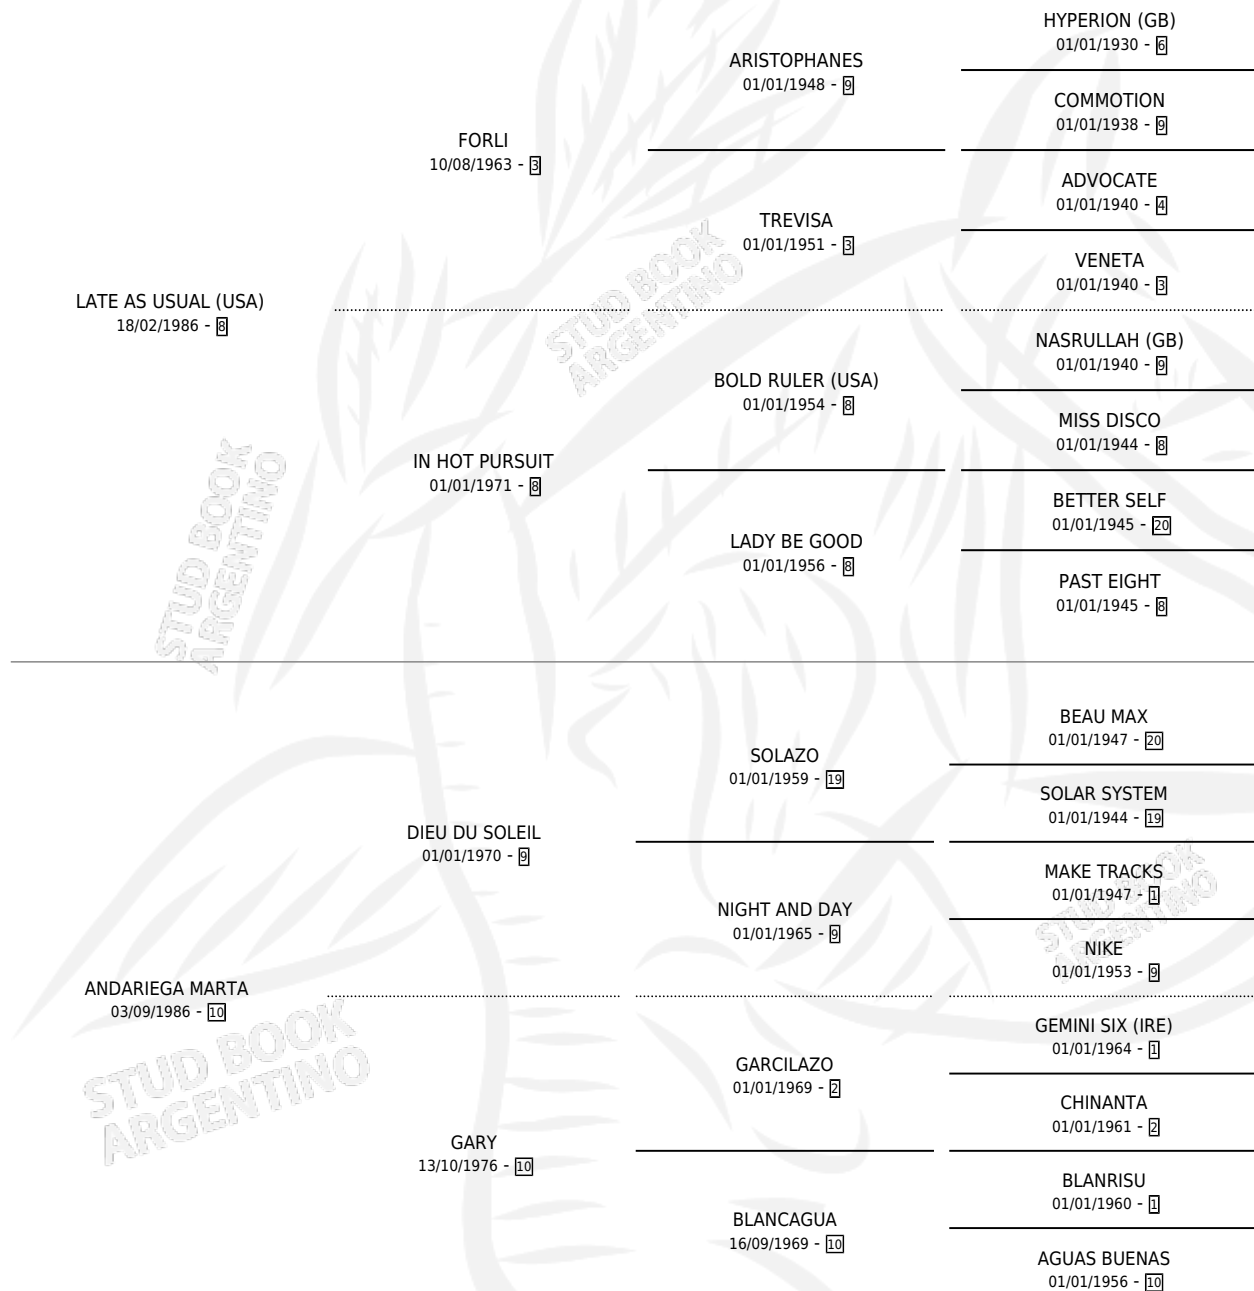 HYPERION (GB)
01/01/1930 - 6
ARISTOPHANES
01/01/1948 - 9
COMMOTION
01/01/1938 - 9
FORLI
10/08/1963 - 3
ADVOCATE
01/01/1940 - 4
TREVISA
01/01/1951 - 3
VENETA
01/01/1940 - 3
LATE AS USUAL (USA)
18/02/1986 - 8
STUD BOOK
ARGENTINO
NASRULLAH (GB)
01/01/1940 - 9
BOLD RULER (USA)
01/01/1954 - 8
MISS DISCO
01/01/1944 - 8
IN HOT PURSUIT
01/01/1971 - 8
BETTER SELF
01/01/1945 - 20
LADY BE GOOD
01/01/1956 - 8
PAST EIGHT
01/01/1945 - 8
STUD BOOK
ARGENTINO
BEAU MAX
01/01/1947 - 20
SOLAZO
01/01/1959 - 19
SOLAR SYSTEM
01/01/1944 - 19
DIEU DU SOLEIL
01/01/1970 - 9
MAKE TRACKS
01/01/1947 - 1
NIGHT AND DAY
01/01/1965 - 9
STUD BOOK
ARGENTINO
NIKE
01/01/1953 - 9
ANDARIEGA MARTA
03/09/1986 - 10
STUD BOOK
ARGENTINO
GEMINI SIX (IRE)
01/01/1964 - 1
GARCILAZO
01/01/1969 - 2
CHINANTA
01/01/1961 - 2
GARY
13/10/1976 - 10
BLANRISU
01/01/1960 - 1
BLANCAGUA
16/09/1969 - 10
AGUAS BUENAS
01/01/1956 - 10